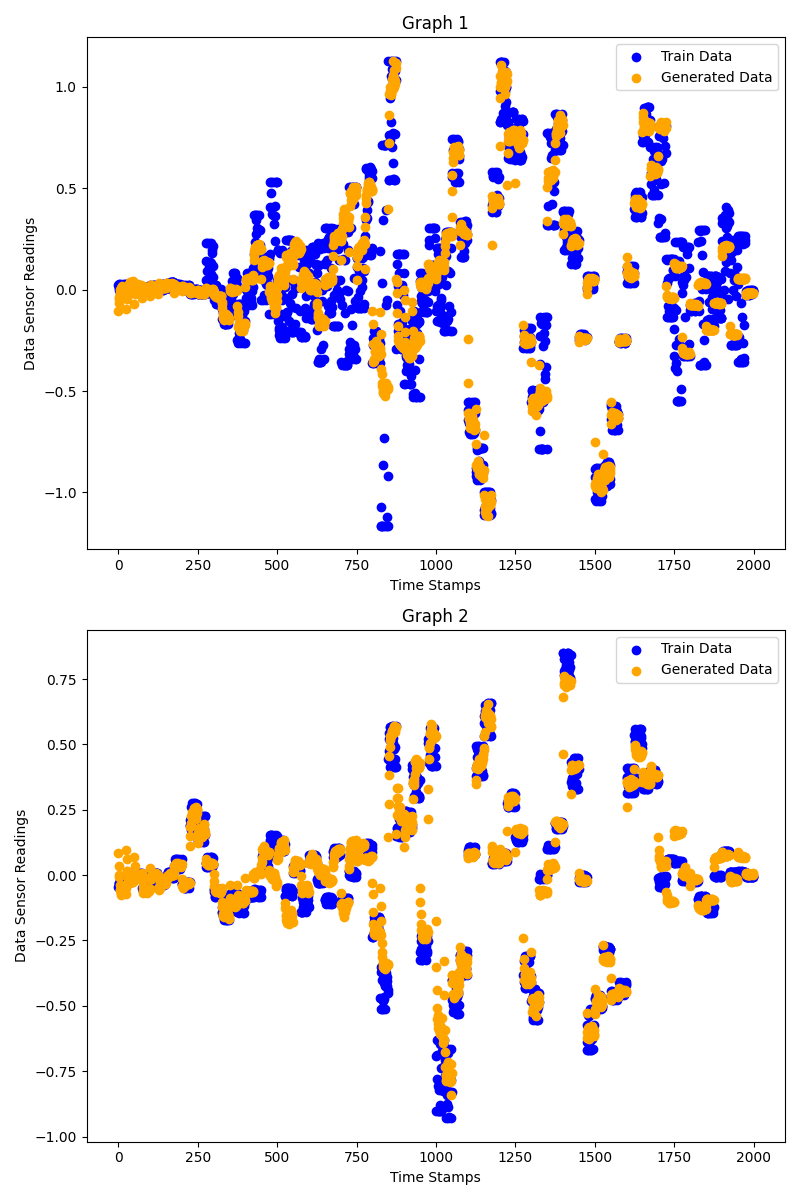 Graph 1
Train Data
Generated Data
Data Sensor Readings
1.0
0.5
0.0
−0.5
−1.0
0 250 500 750 1000 1250 1500 1750 2000
Time Stamps
Graph 2
Train Data
Generated Data
Data Sensor Readings
0.75
0.50
0.25
0.00
−0.25
−0.50
−0.75
−1.00
0 250 500 750 1000 1250 1500 1750 2000
Time Stamps